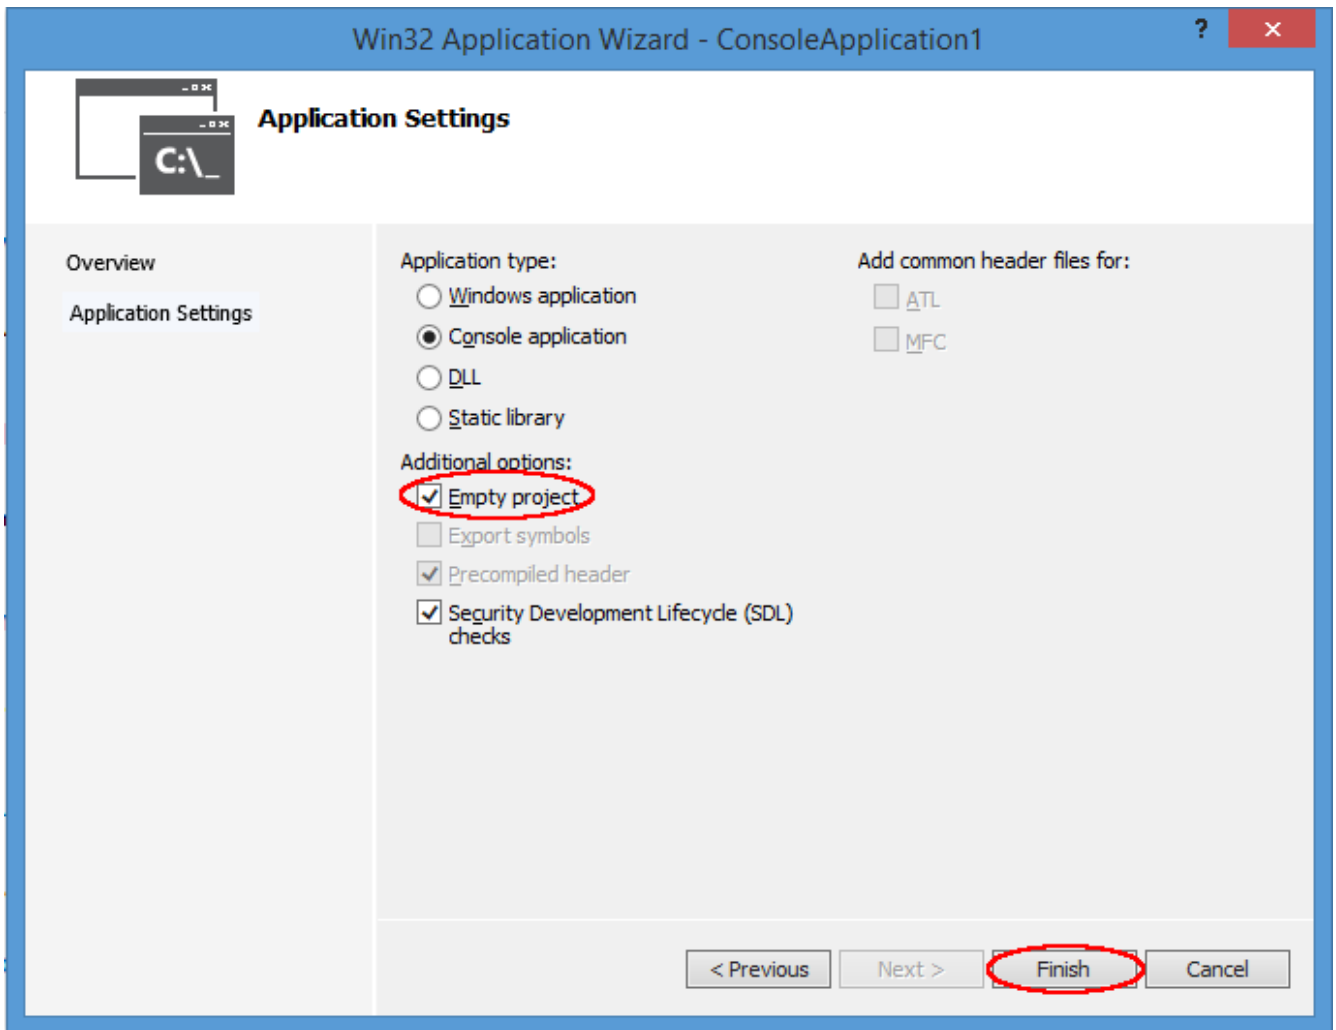 Win32 Application Wizard - ConsoleApplication1
?
C:\_
Application Settings
Overview
Application Settings
Application type:
Windows application
Console application
DLL
Static library
Additional options:
Empty project
Export symbols
Precompiled header
Security Development Lifecycle (SDL)
checks
Add common header files for:
ATL
MFC
< Previous
Next >
Finish
Cancel